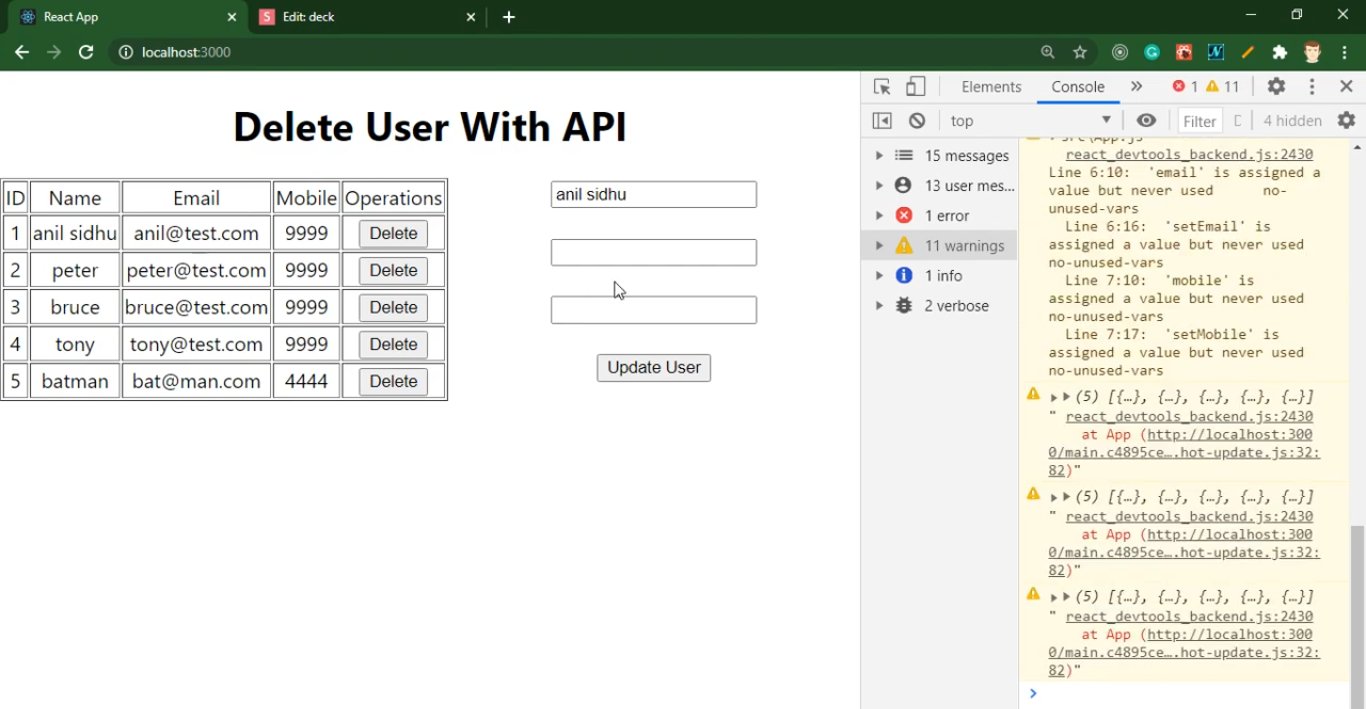 React App
Edit: deck
localhost:3000
Delete User With API
ID Name Email Mobile Operations
1 anil sidhu anil@test.com 9999 Delete
2 peter peter@test.com 9999 Delete
3 bruce bruce@test.com 9999 Delete
4 tony tony@test.com 9999 Delete
5 batman bat@man.com 4444 Delete
anil sidhu
Update User
Elements Console » 1 11
top Filter D 4 hidden
15 messages
13 user mes...
1 error
11 warnings
1 info
2 verbose
react_devtools_backend.js:2430
Line 6:10: 'email' is assigned a
value but never used no-
unused-vars
Line 6:16: 'setEmail' is
assigned a value but never used
no-unused-vars
Line 7:10: 'mobile' is
assigned a value but never used
no-unused-vars
Line 7:17: 'setMobile' is
assigned a value but never used
no-unused-vars
(5) [{…}, {…}, {…}, {…}, {…}]
" react_devtools_backend.js:2430
at App (http://localhost:300
0/main.c4895ce….hot-update.js:32:
82)"
(5) [{…}, {…}, {…}, {…}, {…}]
" react_devtools_backend.js:2430
at App (http://localhost:300
0/main.c4895ce….hot-update.js:32:
82)"
(5) [{…}, {…}, {…}, {…}, {…}]
" react_devtools_backend.js:2430
at App (http://localhost:300
0/main.c4895ce….hot-update.js:32:
82)"